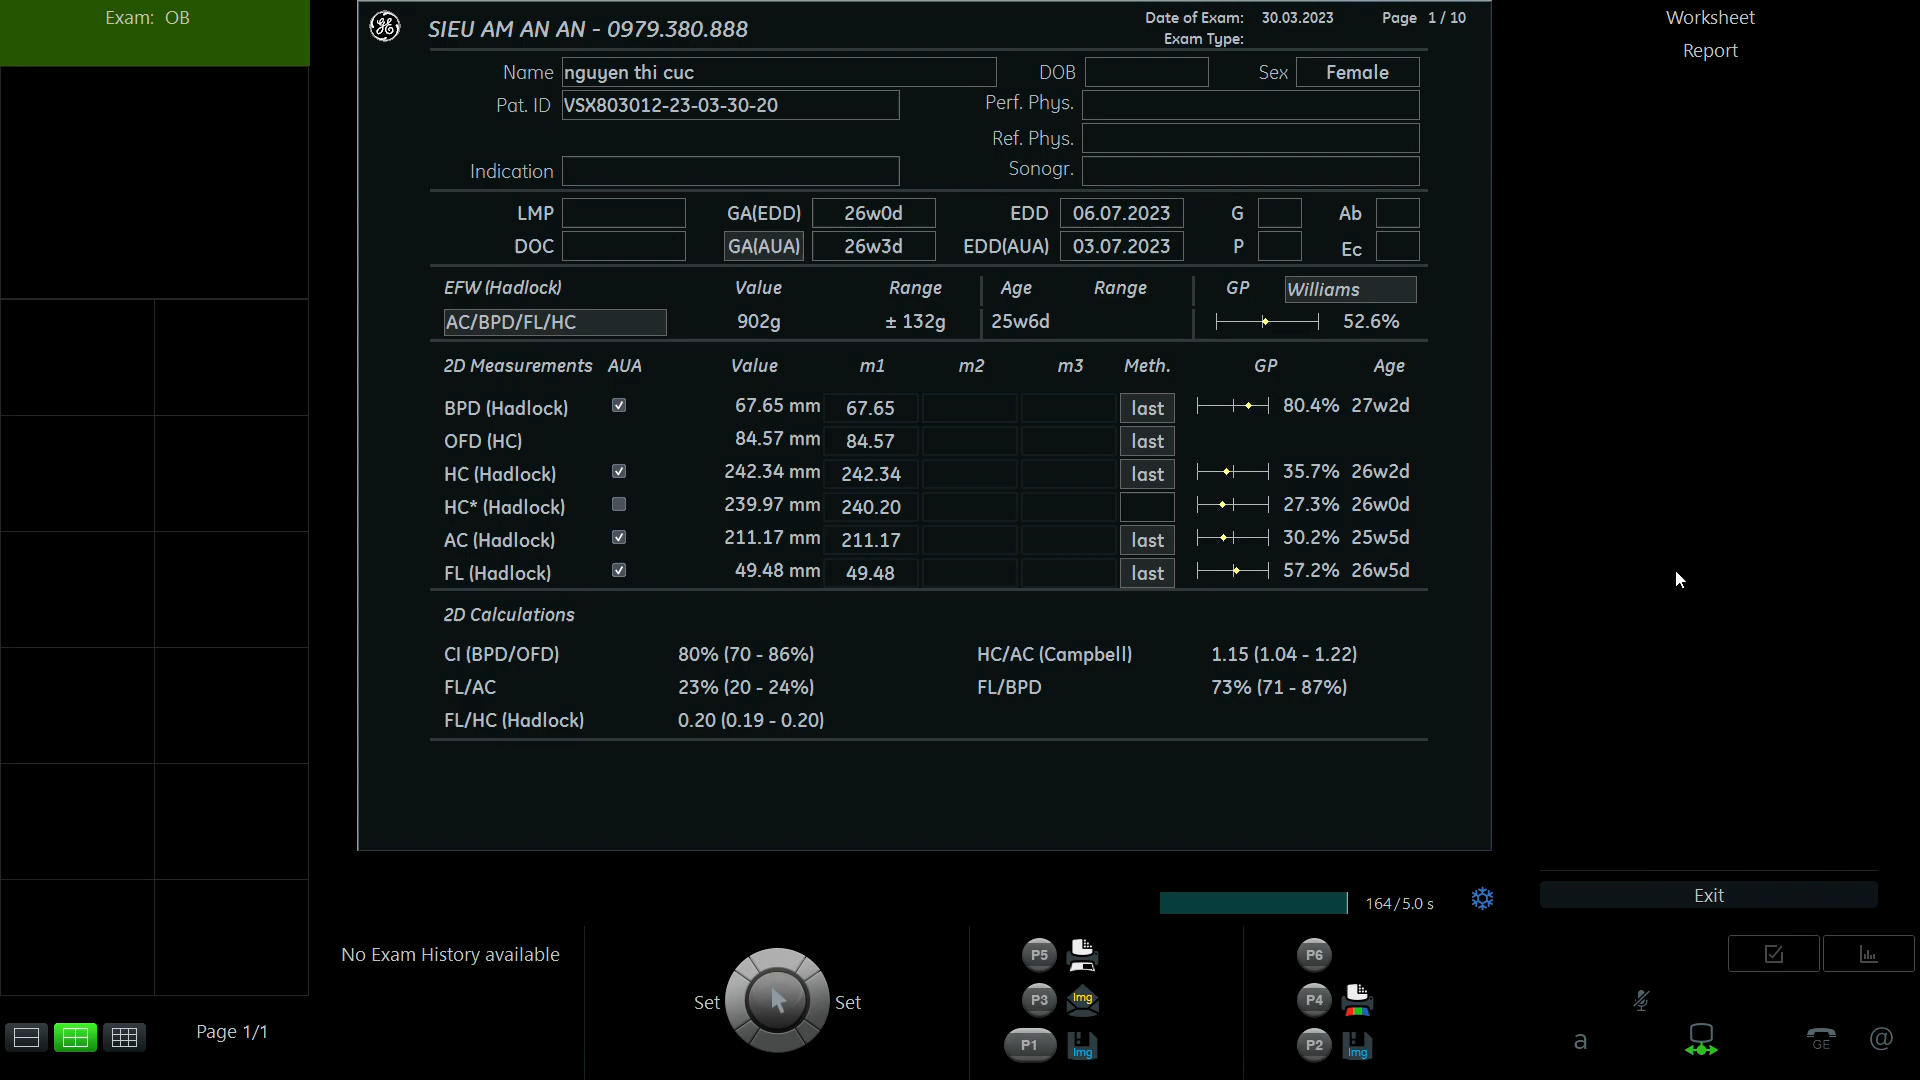 Exam: OB
SIEU AM AN AN - 0979.380.888
Date of Exam: 30.03.2023 Page 1 / 10
Exam Type:
Name nguyen thi cuc DOB Sex Female
Pat. ID VSX803012-23-03-30-20 Perf. Phys.
Ref. Phys.
Indication Sonogr.
LMP GA(EDD) 26w0d EDD 06.07.2023 G Ab
DOC GA(AUA) 26w3d EDD(AUA) 03.07.2023 P Ec
EFW (Hadlock) Value Range Age Range GP Williams
AC/BPD/FL/HC 902g ± 132g 25w6d 52.6%
2D Measurements AUA Value m1 m2 m3 Meth. GP Age
BPD (Hadlock) 67.65 mm 67.65 last 80.4% 27w2d
OFD (HC) 84.57 mm 84.57 last
HC (Hadlock) 242.34 mm 242.34 last 35.7% 26w2d
HC* (Hadlock) 239.97 mm 240.20 27.3% 26w0d
AC (Hadlock) 211.17 mm 211.17 last 30.2% 25w5d
FL (Hadlock) 49.48 mm 49.48 last 57.2% 26w5d
2D Calculations
CI (BPD/OFD) 80% (70 - 86%) HC/AC (Campbell) 1.15 (1.04 - 1.22)
FL/AC 23% (20 - 24%) FL/BPD 73% (71 - 87%)
FL/HC (Hadlock) 0.20 (0.19 - 0.20)
Worksheet
Report
164/5.0 s
Exit
No Exam History available
Set Set
P5
P3 Img
P1 Img
P6
P4
P2 Img
Page 1/1
a
GE
@